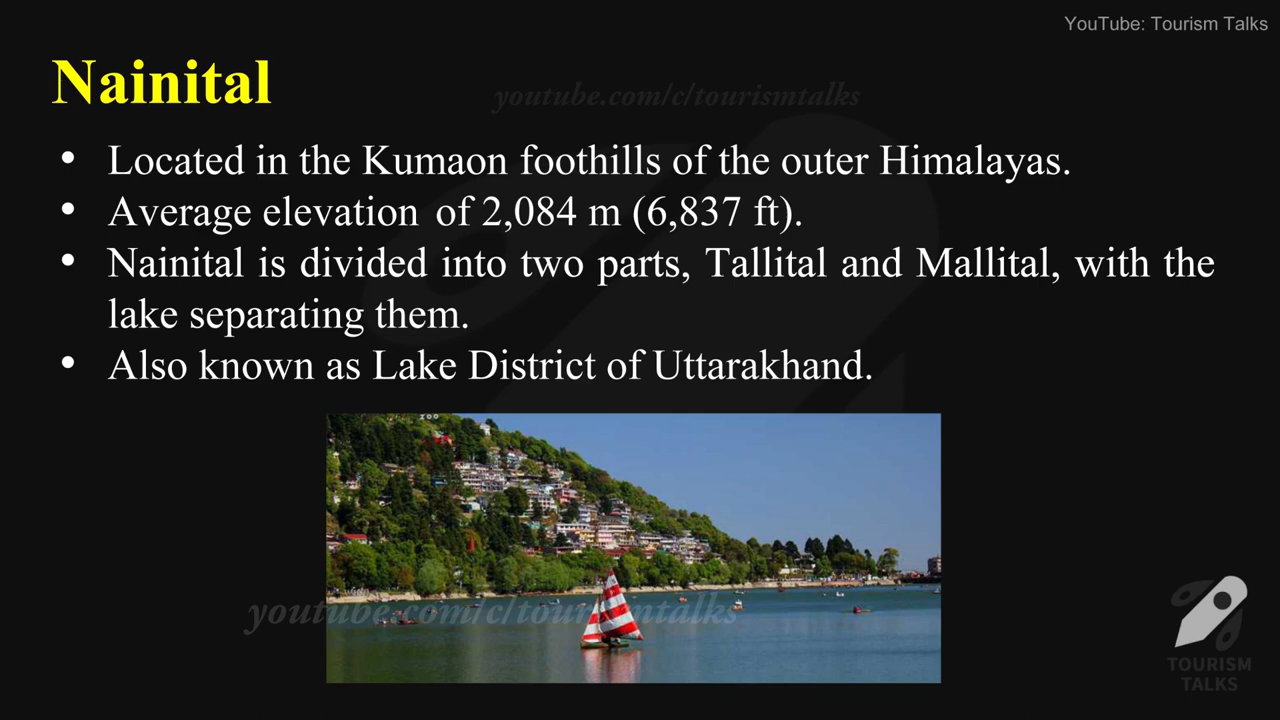 YouTube: Tourism Talks
Nainital
youtube.com/c/tourismtalks
• Located in the Kumaon foothills of the outer Himalayas.
• Average elevation of 2,084 m (6,837 ft).
• Nainital is divided into two parts, Tallital and Mallital, with the
lake separating them.
• Also known as Lake District of Uttarakhand.
ZOO
youtube.com/c/tourismtalks
TOURISM
TALKS